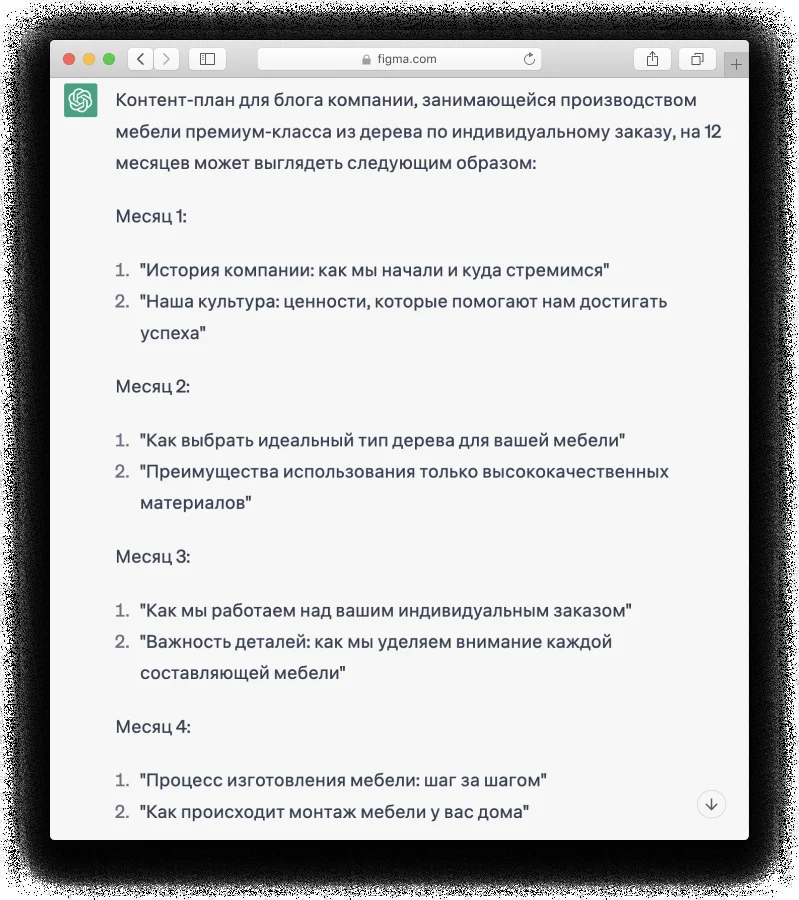 figma.com
Контент-план для блога компании, занимающейся производством
мебели премиум-класса из дерева по индивидуальному заказу, на 12
месяцев может выглядеть следующим образом:
Месяц 1:
1. "История компании: как мы начали и куда стремимся"
2. "Наша культура: ценности, которые помогают нам достигать
успеха"
Месяц 2:
1. "Как выбрать идеальный тип дерева для вашей мебели"
2. "Преимущества использования только высококачественных
материалов"
Месяц 3:
1. "Как мы работаем над вашим индивидуальным заказом"
2. "Важность деталей: как мы уделяем внимание каждой
составляющей мебели"
Месяц 4:
1. "Процесс изготовления мебели: шаг за шагом"
2. "Как происходит монтаж мебели у вас дома"